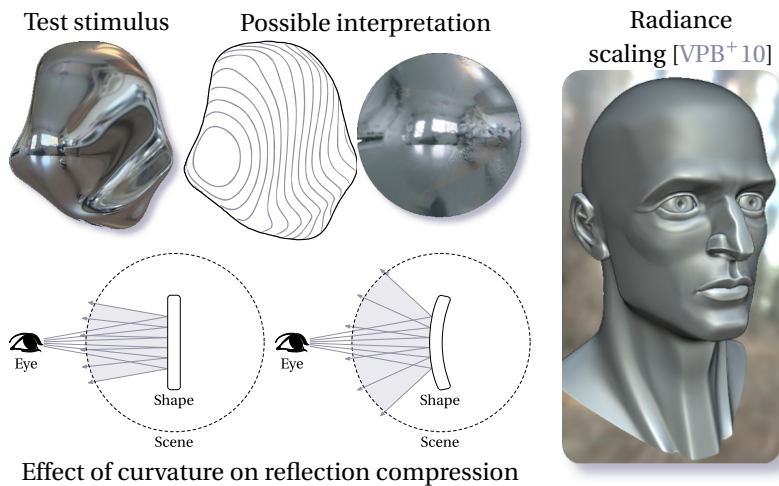 Test stimulus
Possible interpretation
Radiance
scaling [VPB+10]
Eye
Shape
Scene
Eye
Shape
Scene
Effect of curvature on reflection compression